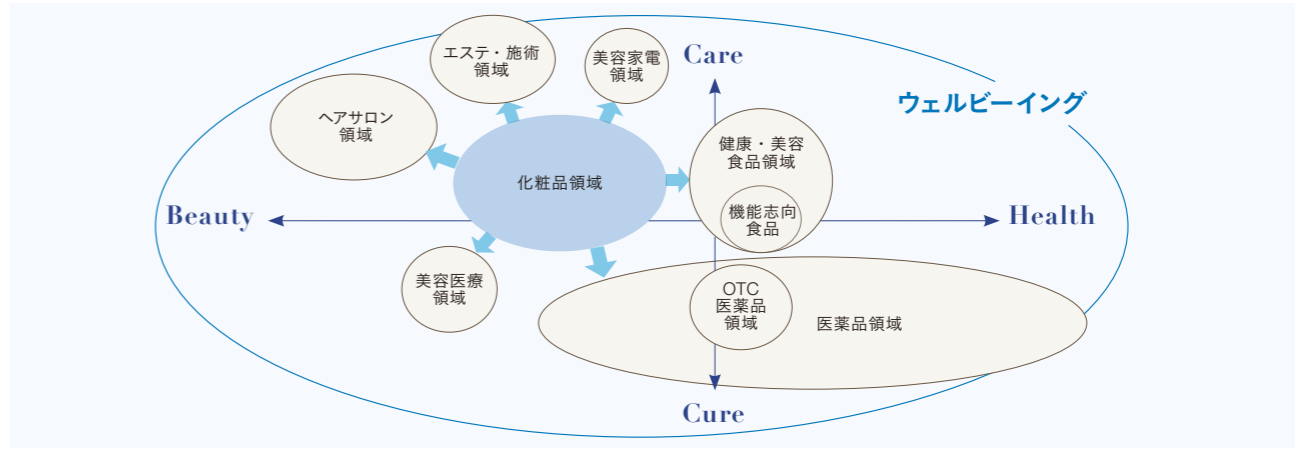 エステ・施術
領域
美容家電
領域
Care
ウェルビーイング
ヘアサロン
領域
健康・美容
食品領域
化粧品領域
Beauty
機能志向
食品
Health
美容医療
領域
OTC
医薬品
領域
医薬品領域
Cure